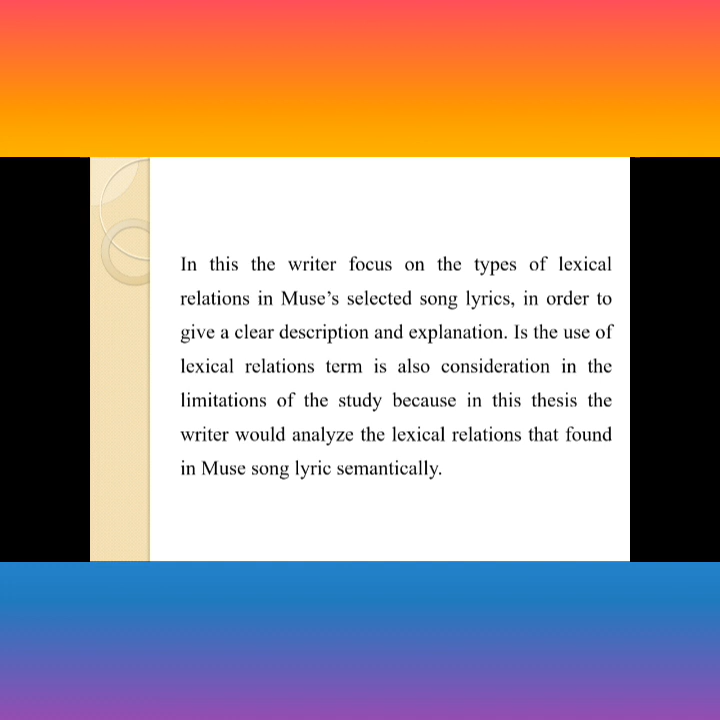 In this the writer focus on the types of lexical
relations in Muse’s selected song lyrics, in order to
give a clear description and explanation. Is the use of
lexical relations term is also consideration in the
limitations of the study because in this thesis the
writer would analyze the lexical relations that found
in Muse song lyric semantically.